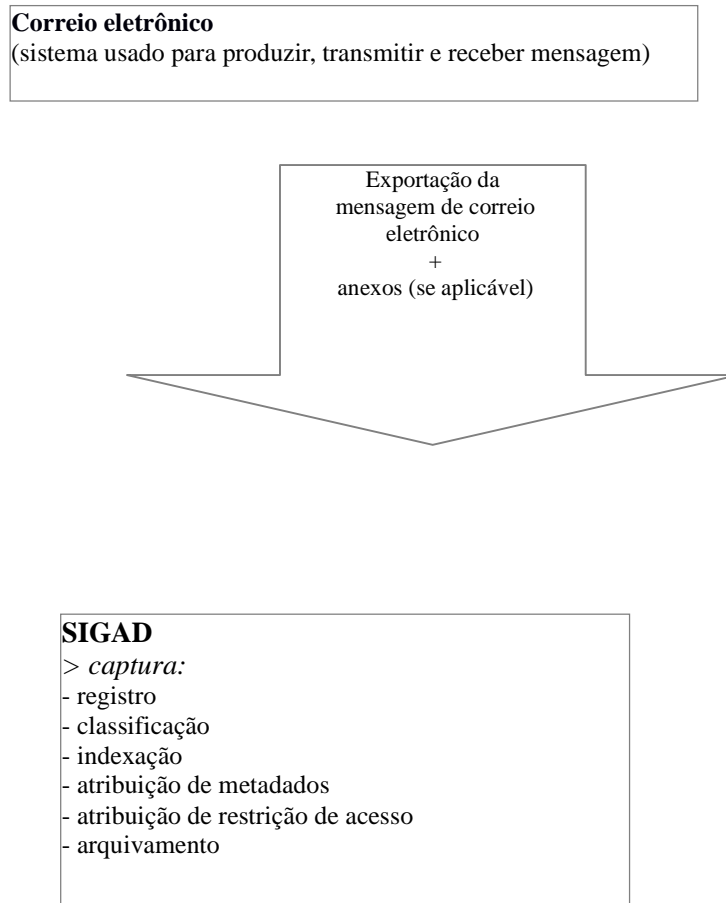 Correio eletrônico
(sistema usado para produzir, transmitir e receber mensagem)
Exportação da
mensagem de correio
eletrônico
+
anexos (se aplicável)
SIGAD
> captura:
- registro
- classificação
- indexação
- atribuição de metadados
- atribuição de restrição de acesso
- arquivamento